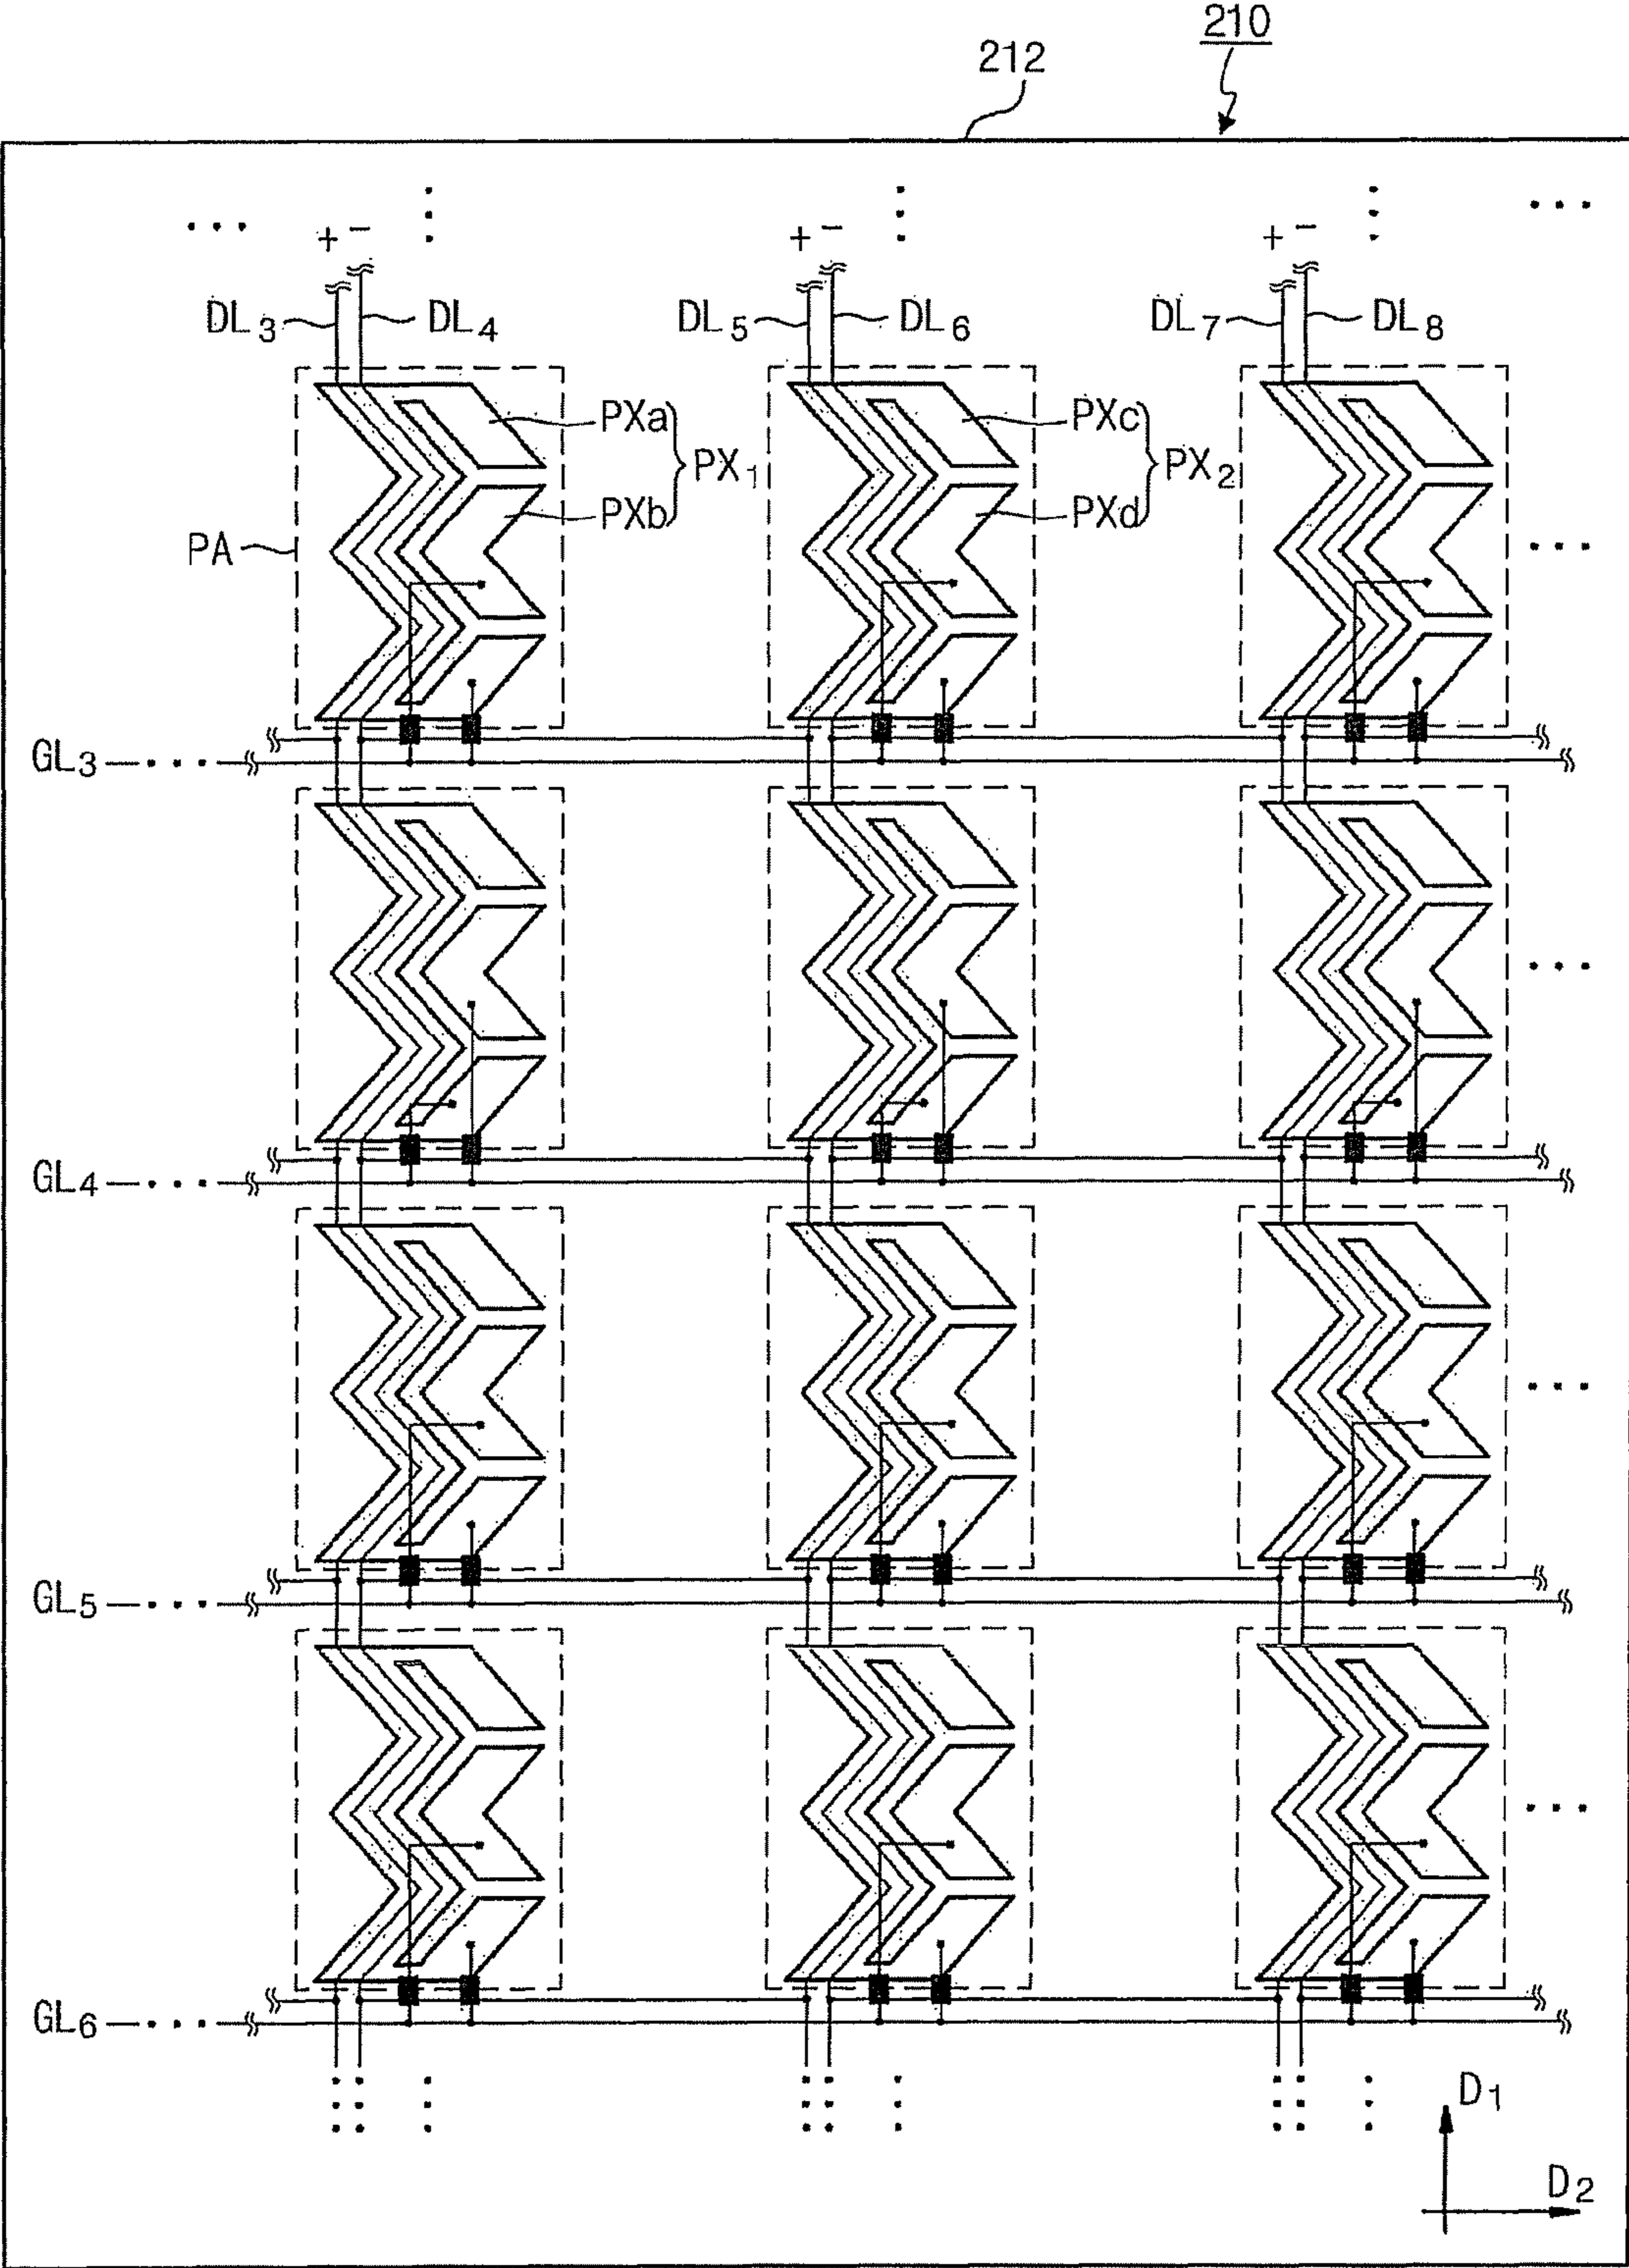 210
212
+ − + − + −
DL3 DL4 DL5 DL6 DL7 DL8
PXa PXc
PX1 PX2
PXb PXd
PA
GL3
GL4
GL5
GL6
D1
D2